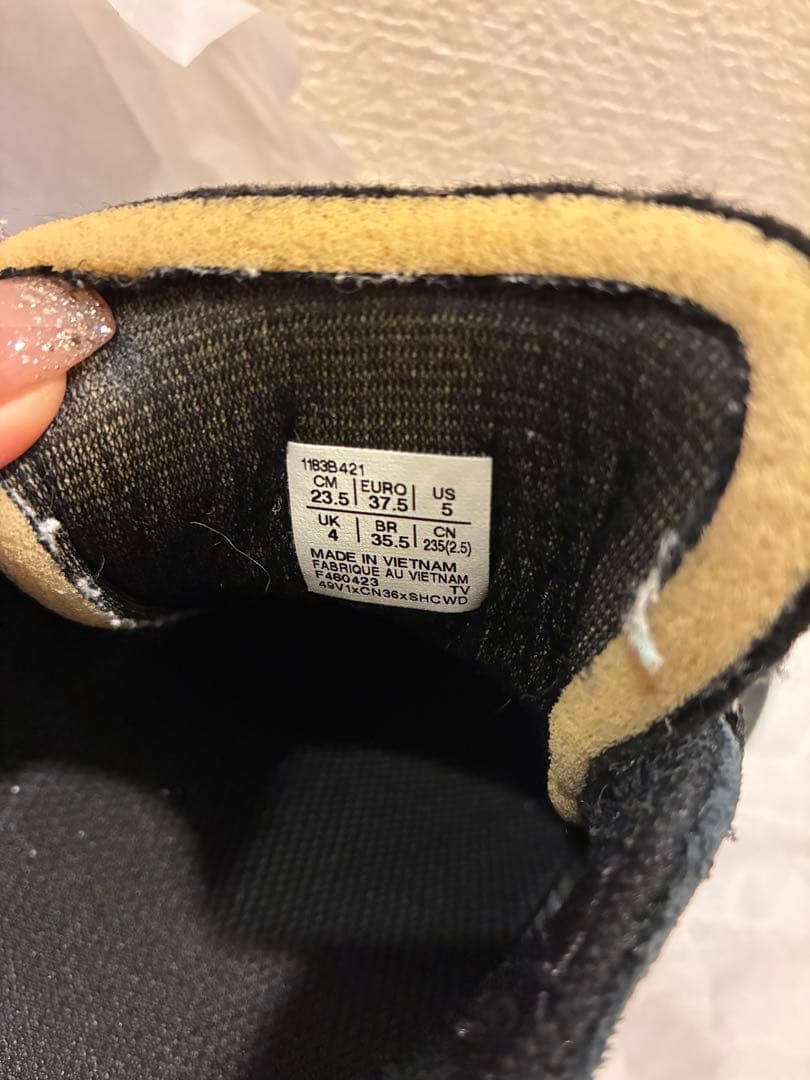 1183B421
CM EURO US
23.5 37.5 5
UK BR CN
4 35.5 235(2.5)
MADE IN VIETNAM
FABRIQUE AU VIETNAM
F460423 TV
49V1xCN36xSHCWD